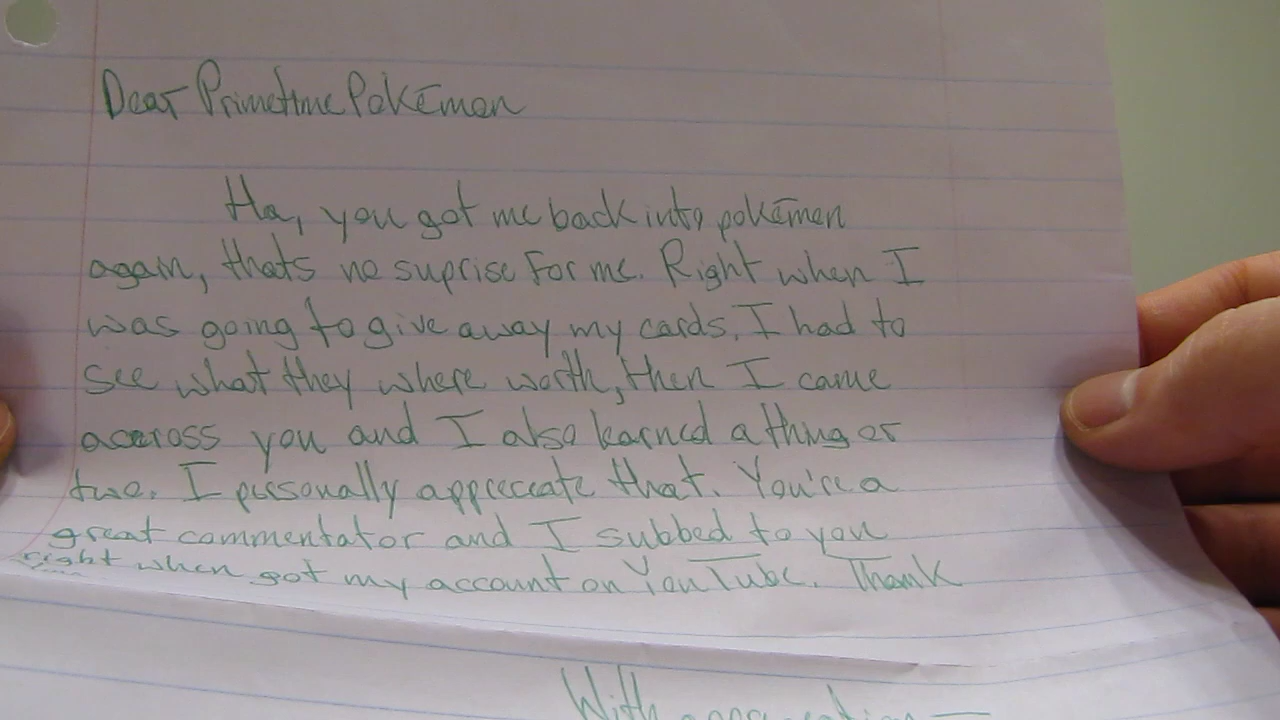 Dear Primetime Pokémon
Ha, you got me back into pokémon
again, thats no suprise for me. Right when I
was going to give away my cards, I had to
see what they where worth, then I came
accross you and I also learned a thing or
two. I personally appreceate that. You're a
great commentator and I subbed to you
right when got my account on YouTube. Thank
With